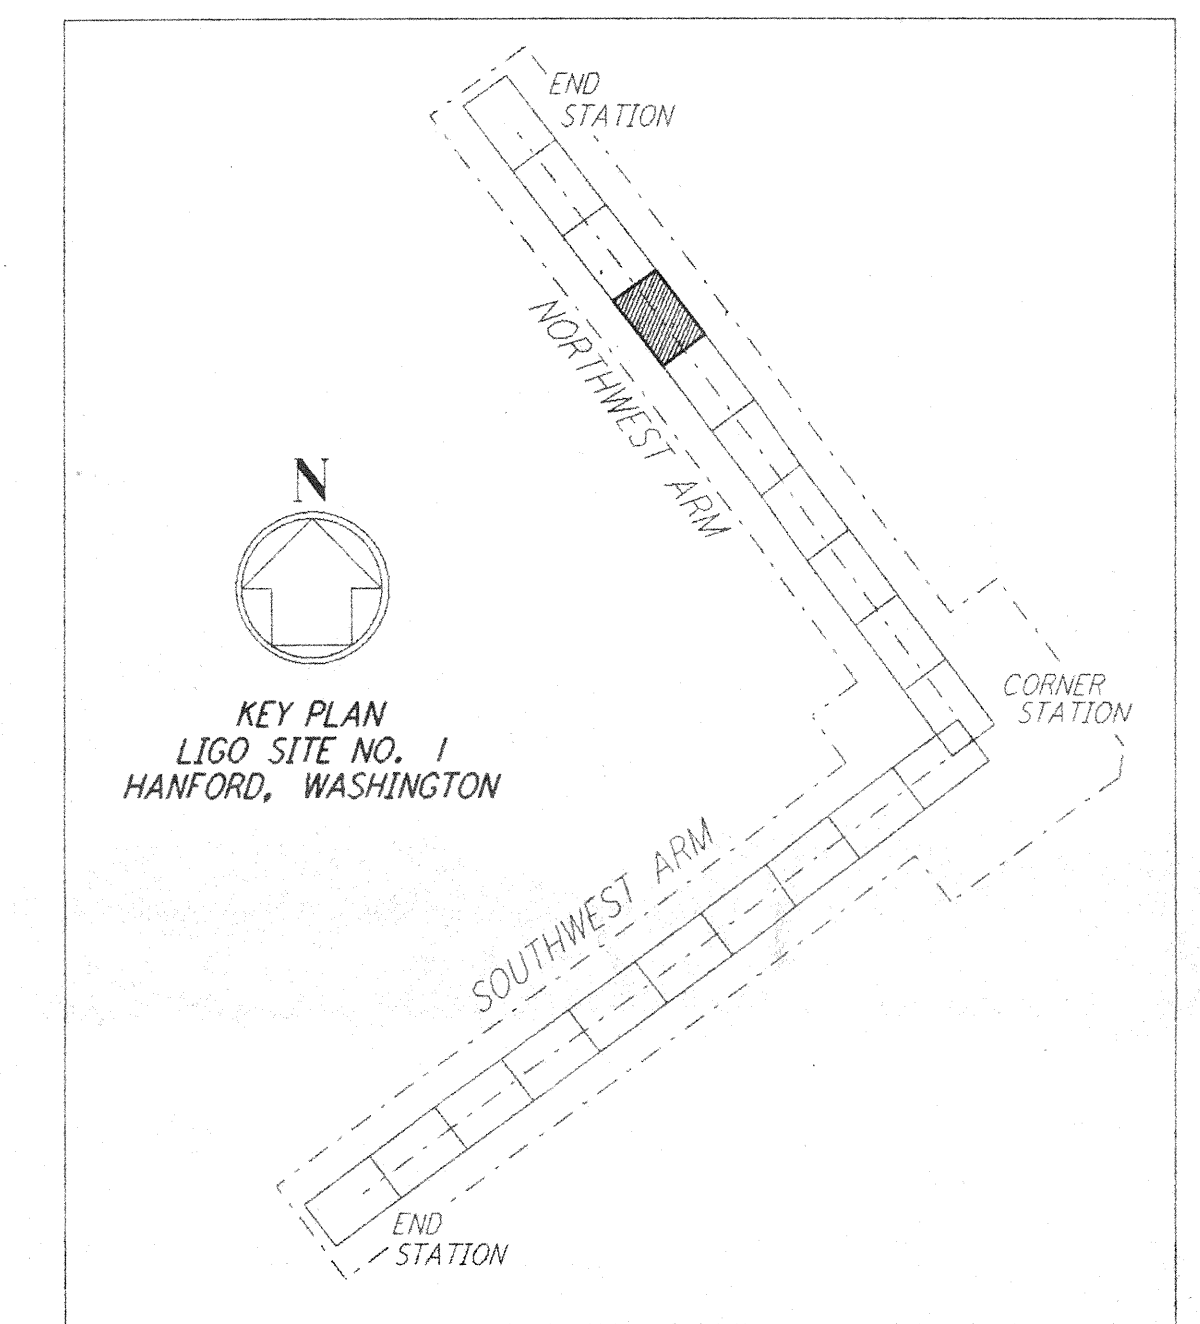 END
STATION
NORTHWEST ARM
N
CORNER
STATION
KEY PLAN
LIGO SITE NO. 1
HANFORD, WASHINGTON
SOUTHWEST ARM
END
STATION